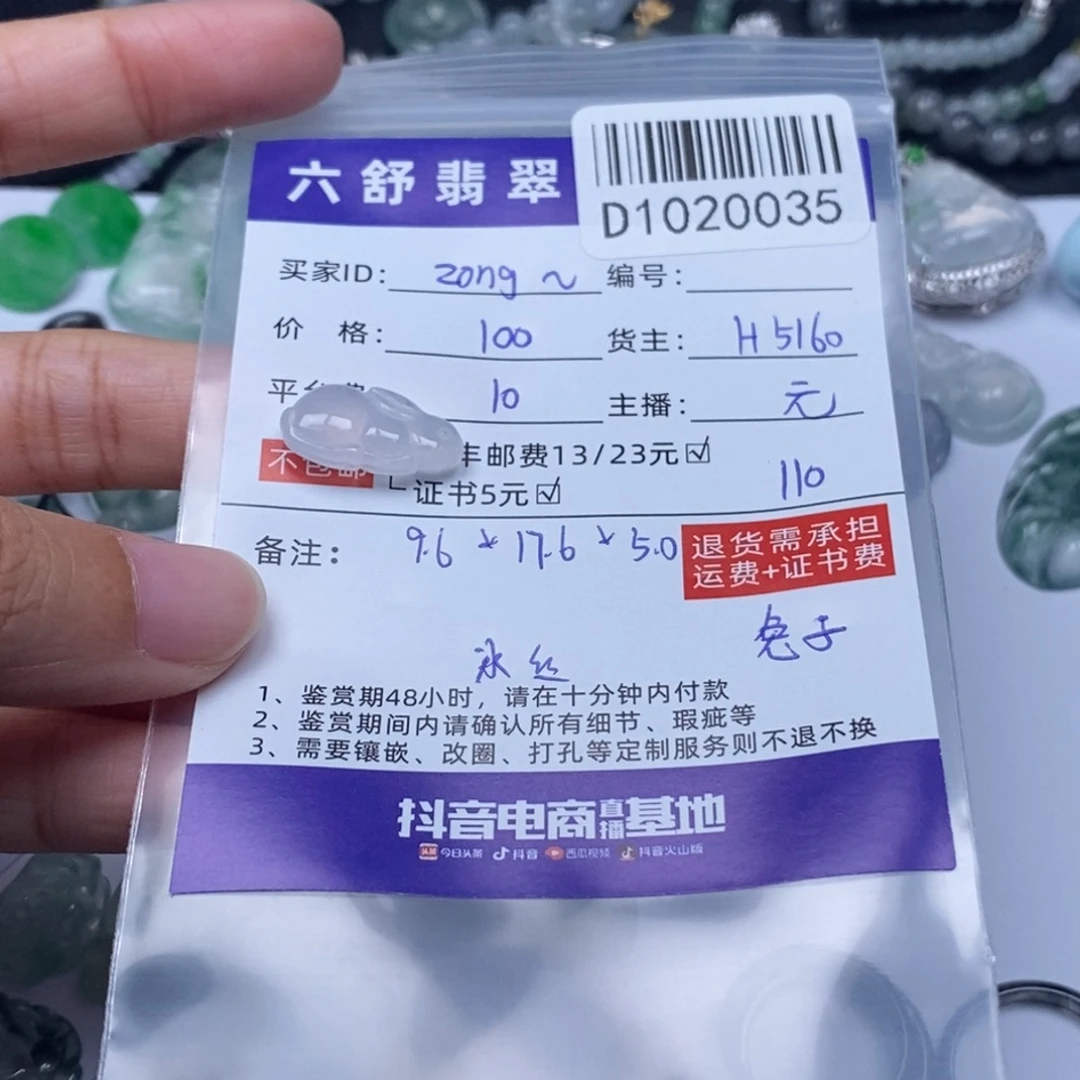 六舒翡翠
D1020035
买家ID: zong ~ 编号:
价 格: 100 货主: H 5160
平台费 10 主播: 元
不包邮 丰邮费13/23元☑
证书5元☑ 110
备注: 9.6 * 17.6 * 5.0 退货需承担
运费+证书费
兔子
冰
1、鉴赏期48小时，请在十分钟内付款
2、鉴赏期间内请确认所有细节、瑕疵等
3、需要镶嵌、改圈、打孔等定制服务则不退不换
抖音电商直播基地
头条 今日头条 抖音 西瓜视频 抖音火山版